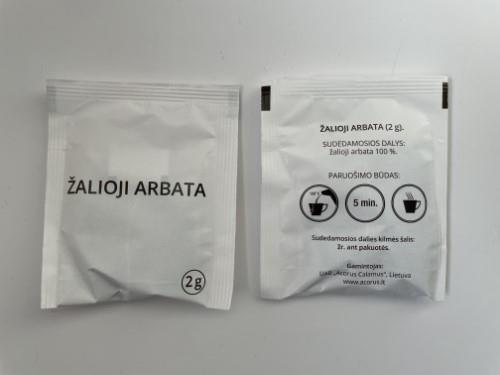 ŽALIOJI ARBATA
2g
ŽALIOJI ARBATA (2 g).
SUDEDAMOSIOS DALYS:
žalioji arbata 100 %.
PARUOŠIMO BŪDAS:
100°C
5 min.
Sudedamosios dalies kilmės šalis:
žr. ant pakuotės.
Gamintojas:
UAB „Acorus Calamus", Lietuva
www.acorus.lt